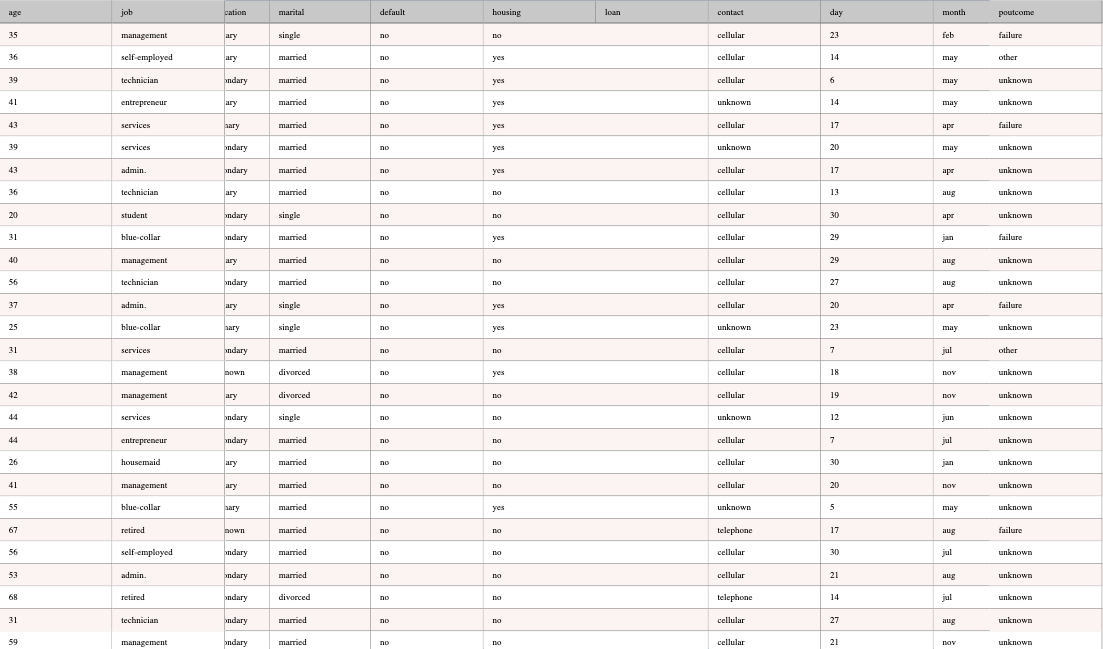 age job cation marital default housing loan contact day month poutcome
35 management ary single no no cellular 23 feb failure
36 self-employed ary married no yes cellular 14 may other
39 technician ondary married no yes cellular 6 may unknown
41 entrepreneur ary married no yes unknown 14 may unknown
43 services nary married no yes cellular 17 apr failure
39 services ondary married no yes unknown 20 may unknown
43 admin. ondary married no yes cellular 17 apr unknown
36 technician ary married no no cellular 13 aug unknown
20 student ondary single no no cellular 30 apr unknown
31 blue-collar ondary married no yes cellular 29 jan failure
40 management ary married no no cellular 29 aug unknown
56 technician ondary married no no cellular 27 aug unknown
37 admin. ary single no yes cellular 20 apr failure
25 blue-collar nary single no yes unknown 23 may unknown
31 services ondary married no no cellular 7 jul other
38 management nown divorced no yes cellular 18 nov unknown
42 management ary divorced no no cellular 19 nov unknown
44 services ondary single no no unknown 12 jun unknown
44 entrepreneur ondary married no no cellular 7 jul unknown
26 housemaid ary married no no cellular 30 jan unknown
41 management ary married no no cellular 20 nov unknown
55 blue-collar nary married no yes unknown 5 may unknown
67 retired nown married no no telephone 17 aug failure
56 self-employed ondary married no no cellular 30 jul unknown
53 admin. ondary married no no cellular 21 aug unknown
68 retired ondary divorced no no telephone 14 jul unknown
31 technician ondary married no no cellular 27 aug unknown
59 management ondary married no no cellular 21 nov unknown